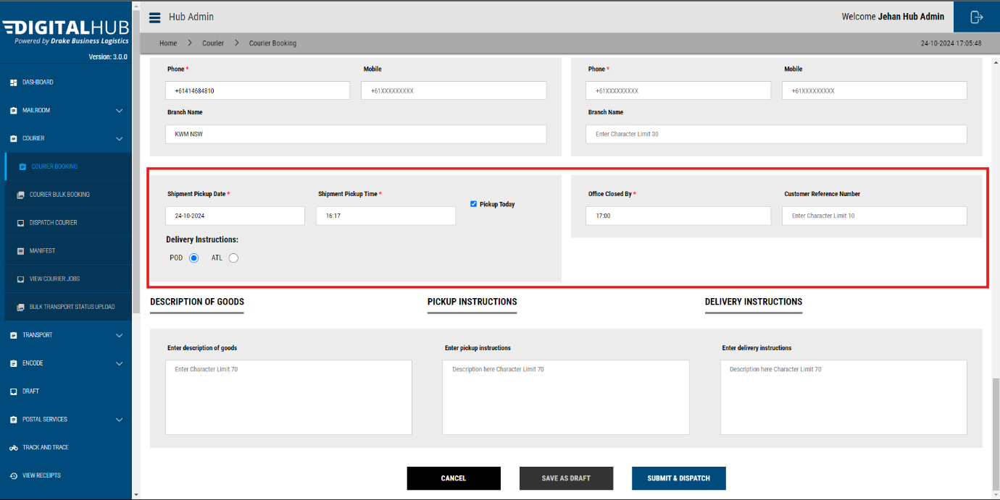 DIGITALHUB
Powered by Drake Business Logistics
Version: 3.0.0
DASHBOARD
MAILROOM
COURIER
COURIER BOOKING
COURIER BULK BOOKING
DISPATCH COURIER
MANIFEST
VIEW COURIER JOBS
BULK TRANSPORT STATUS UPLOAD
TRANSPORT
ENCODE
DRAFT
POSTAL SERVICES
TRACK AND TRACE
VIEW RECEIPTS
Hub Admin
Welcome Jehan Hub Admin
Home > Courier > Courier Booking
24-10-2024 17:05:48
Phone * Mobile
+61414684810 +61XXXXXXXXX
Branch Name
KWM NSW
Phone * Mobile
+61XXXXXXXXX +61XXXXXXXXX
Branch Name
Enter Character Limit 30
Shipment Pickup Date * Shipment Pickup Time *
Pickup Today
24-10-2024 16:17
Delivery Instructions:
POD ATL
Office Closed By * Customer Reference Number
17:00 Enter Character Limit 10
DESCRIPTION OF GOODS PICKUP INSTRUCTIONS DELIVERY INSTRUCTIONS
Enter description of goods Enter pickup instructions Enter delivery instructions
Enter Character Limit 70 Description here Character Limit 70 Description here Character Limit 70
CANCEL SAVE AS DRAFT SUBMIT & DISPATCH